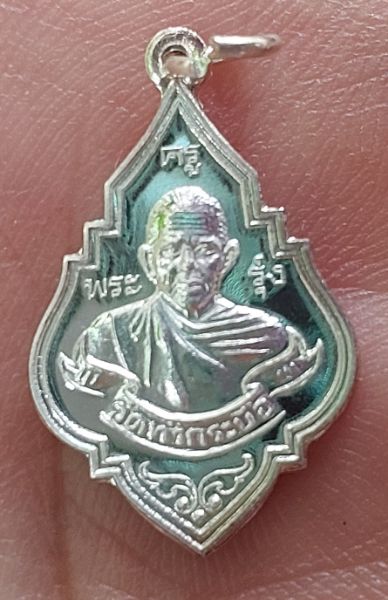 ครู
พระ รุ่ง
วัดท่ากระบือ